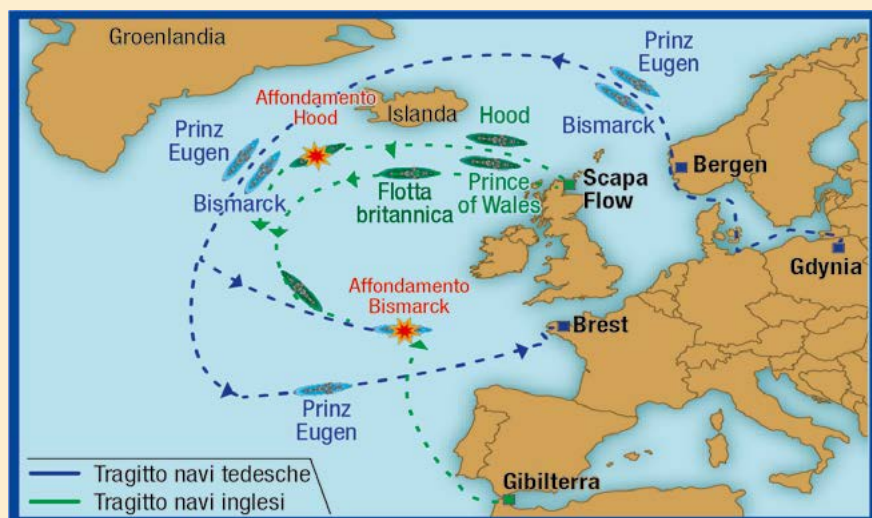 Groenlandia
Prinz
Eugen
Affondamento
Hood
Islanda
Hood
Prinz
Eugen
Bismarck
Bergen
Bismarck
Flotta
britannica
Prince
of Wales
Scapa
Flow
Gdynia
Affondamento
Bismarck
Brest
Prinz
Eugen
Gibilterra
Tragitto navi tedesche
Tragitto navi inglesi